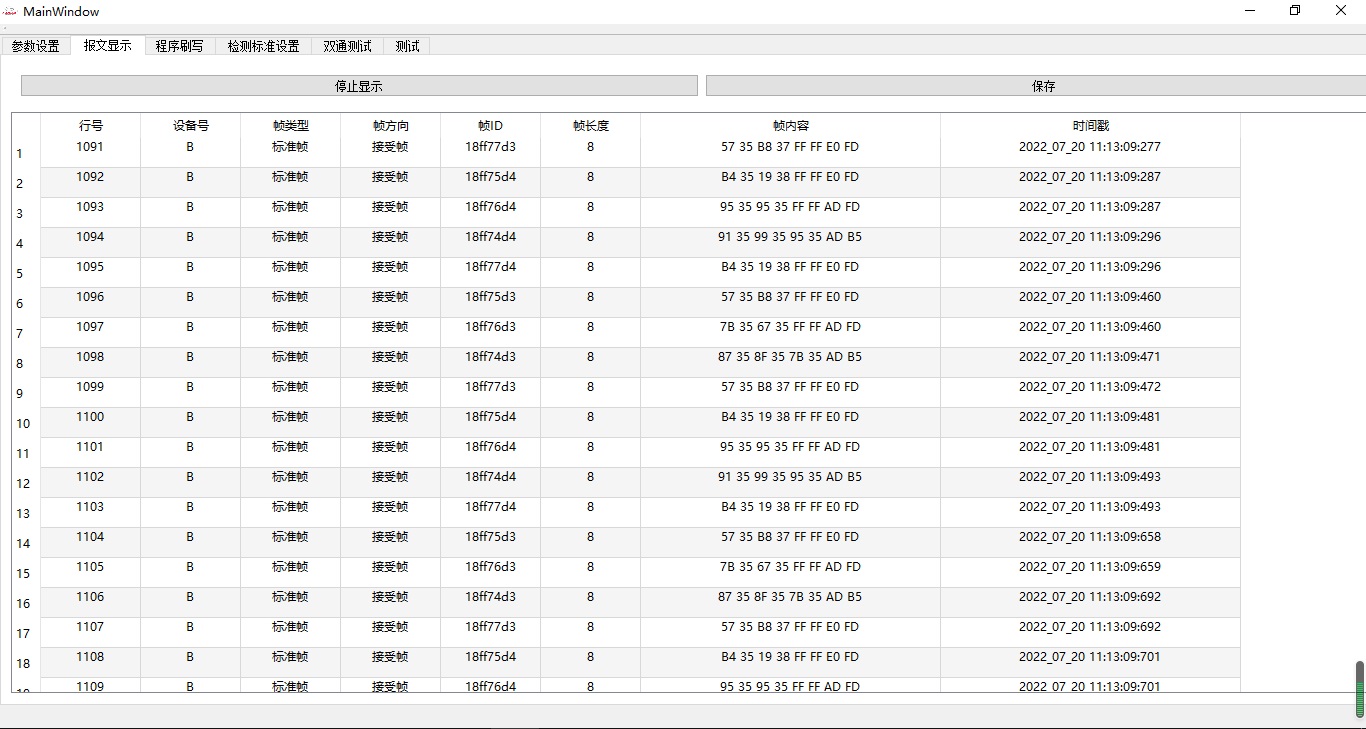 MainWindow
参数设置 报文显示 程序刷写 检测标准设置 双通测试 测试
停止显示 保存
行号 设备号 帧类型 帧方向 帧ID 帧长度 帧内容 时间戳
1 1091 B 标准帧 接受帧 18ff77d3 8 57 35 B8 37 FF FF E0 FD 2022_07_20 11:13:09:277
2 1092 B 标准帧 接受帧 18ff75d4 8 B4 35 19 38 FF FF E0 FD 2022_07_20 11:13:09:287
3 1093 B 标准帧 接受帧 18ff76d4 8 95 35 95 35 FF FF AD FD 2022_07_20 11:13:09:287
4 1094 B 标准帧 接受帧 18ff74d4 8 91 35 99 35 95 35 AD B5 2022_07_20 11:13:09:296
5 1095 B 标准帧 接受帧 18ff77d4 8 B4 35 19 38 FF FF E0 FD 2022_07_20 11:13:09:296
6 1096 B 标准帧 接受帧 18ff75d3 8 57 35 B8 37 FF FF E0 FD 2022_07_20 11:13:09:460
7 1097 B 标准帧 接受帧 18ff76d3 8 7B 35 67 35 FF FF AD FD 2022_07_20 11:13:09:460
8 1098 B 标准帧 接受帧 18ff74d3 8 87 35 8F 35 7B 35 AD B5 2022_07_20 11:13:09:471
9 1099 B 标准帧 接受帧 18ff77d3 8 57 35 B8 37 FF FF E0 FD 2022_07_20 11:13:09:472
10 1100 B 标准帧 接受帧 18ff75d4 8 B4 35 19 38 FF FF E0 FD 2022_07_20 11:13:09:481
11 1101 B 标准帧 接受帧 18ff76d4 8 95 35 95 35 FF FF AD FD 2022_07_20 11:13:09:481
12 1102 B 标准帧 接受帧 18ff74d4 8 91 35 99 35 95 35 AD B5 2022_07_20 11:13:09:493
13 1103 B 标准帧 接受帧 18ff77d4 8 B4 35 19 38 FF FF E0 FD 2022_07_20 11:13:09:493
14 1104 B 标准帧 接受帧 18ff75d3 8 57 35 B8 37 FF FF E0 FD 2022_07_20 11:13:09:658
15 1105 B 标准帧 接受帧 18ff76d3 8 7B 35 67 35 FF FF AD FD 2022_07_20 11:13:09:659
16 1106 B 标准帧 接受帧 18ff74d3 8 87 35 8F 35 7B 35 AD B5 2022_07_20 11:13:09:692
17 1107 B 标准帧 接受帧 18ff77d3 8 57 35 B8 37 FF FF E0 FD 2022_07_20 11:13:09:692
18 1108 B 标准帧 接受帧 18ff75d4 8 B4 35 19 38 FF FF E0 FD 2022_07_20 11:13:09:701
1109 B 标准帧 接受帧 18ff76d4 8 95 35 95 35 FF FF AD FD 2022_07_20 11:13:09:701